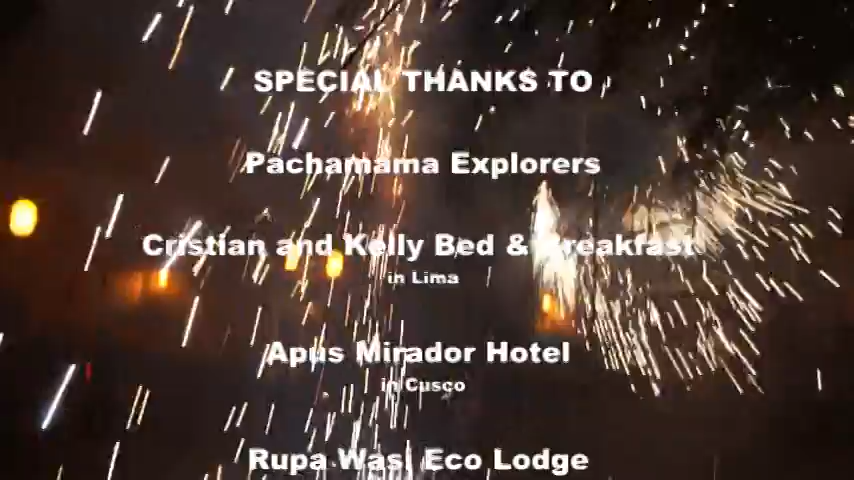 SPECIAL THANKS TO
Pachamama Explorers
Cristian and Kelly Bed & Breakfast
in Lima
Apus Mirador Hotel
in Cusco
Rupa Wasi Eco Lodge